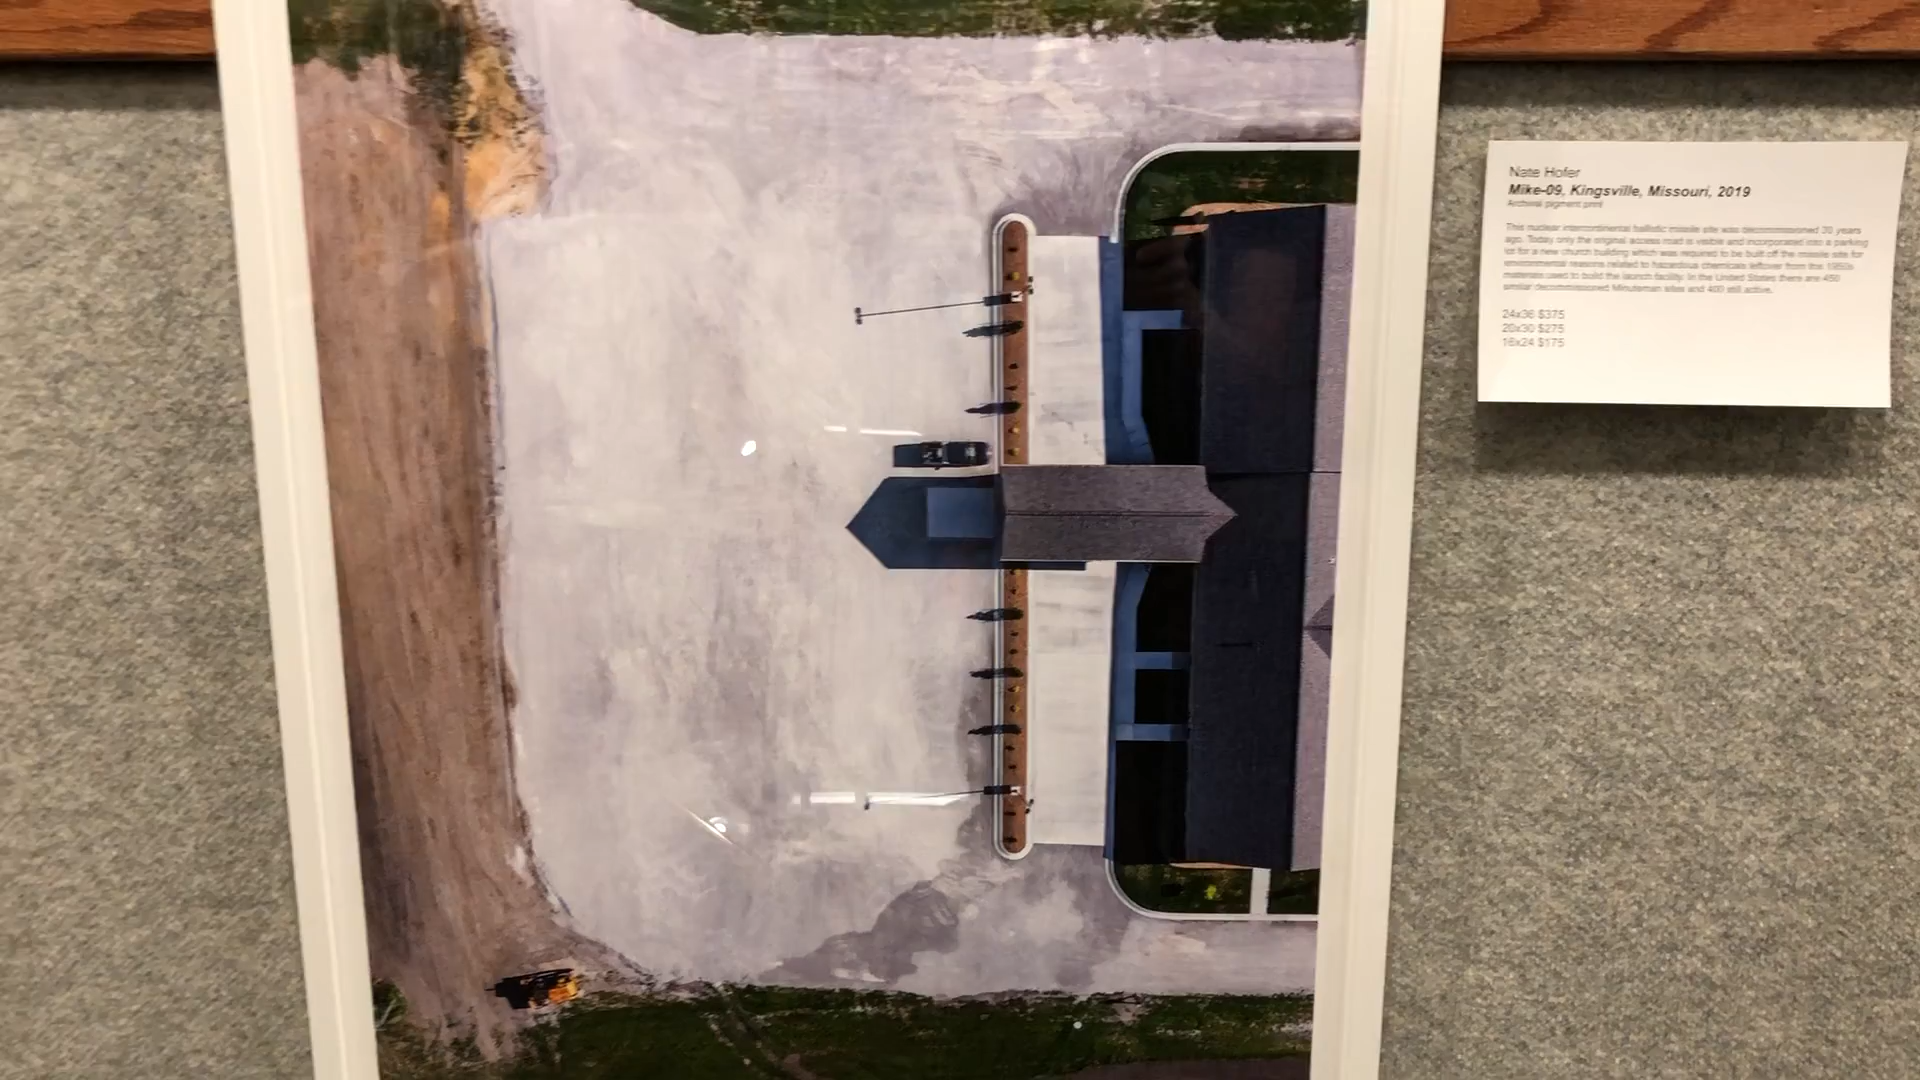 Nate Hofer
Mike-09, Kingsville, Missouri, 2019
Archival pigment print
This nuclear intercontinental ballistic missile site was decommissioned 30 years
ago. Today only the original access road is visible and incorporated into a parking
lot for a new church building which was required to be built off the missile site for
environmental reasons related to hazardous chemicals leftover from the 1960s
materials used to build the launch facility. In the United States there are 450
similar decommissioned Minuteman sites and 400 still active.
24x36 $375
20x30 $275
16x24 $175